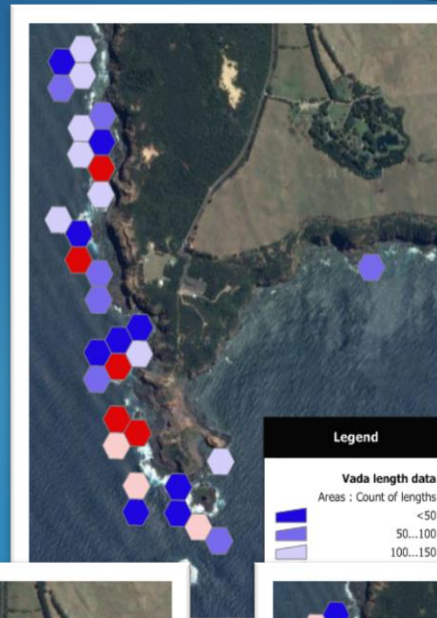 Legend
Vada length data
Areas : Count of lengths
<50
50...100
100...150